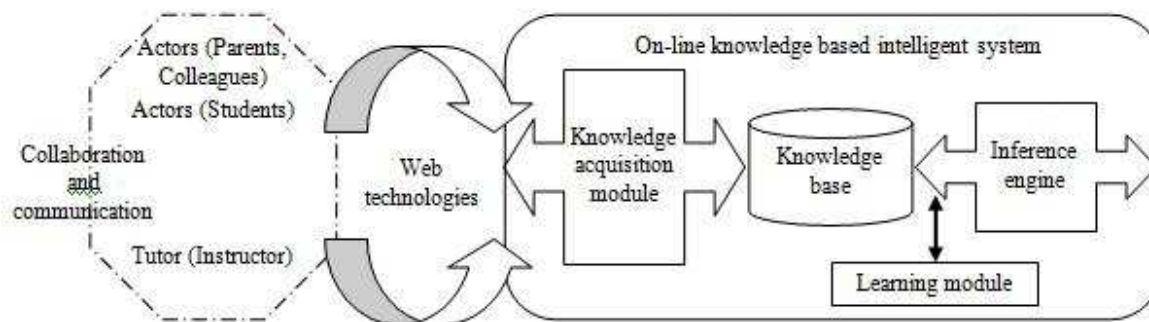 Actors (Parents,
Colleagues)
Actors (Students)
Collaboration
and
communication
Tutor (Instructor)
Web
technologies
On-line knowledge based intelligent system
Knowledge
acquisition
module
Knowledge
base
Inference
engine
Learning module